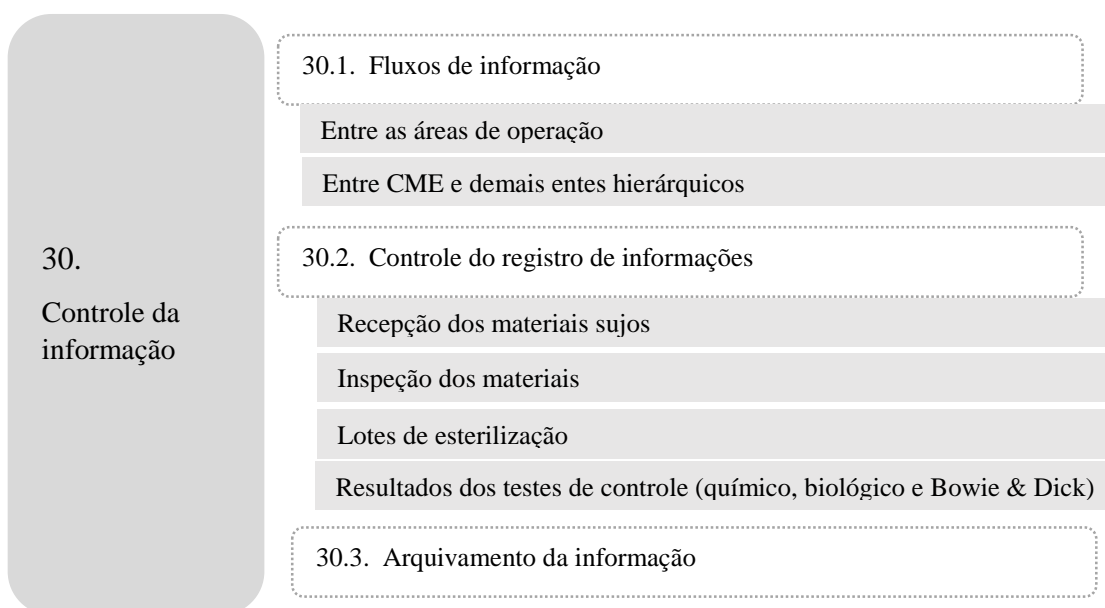 30.
Controle da
informação
30.1. Fluxos de informação
Entre as áreas de operação
Entre CME e demais entes hierárquicos
30.2. Controle do registro de informações
Recepção dos materiais sujos
Inspeção dos materiais
Lotes de esterilização
Resultados dos testes de controle (químico, biológico e Bowie & Dick)
30.3. Arquivamento da informação